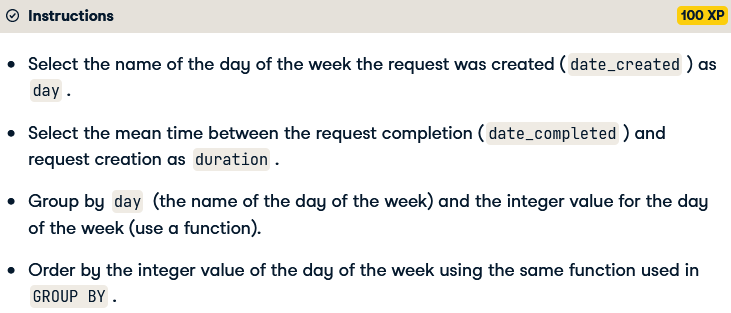 Instructions
100 XP
Select the name of the day of the week the request was created ( date_created ) as
day .
Select the mean time between the request completion ( date_completed ) and
request creation as duration .
Group by day (the name of the day of the week) and the integer value for the day
of the week (use a function).
Order by the integer value of the day of the week using the same function used in
GROUP BY .